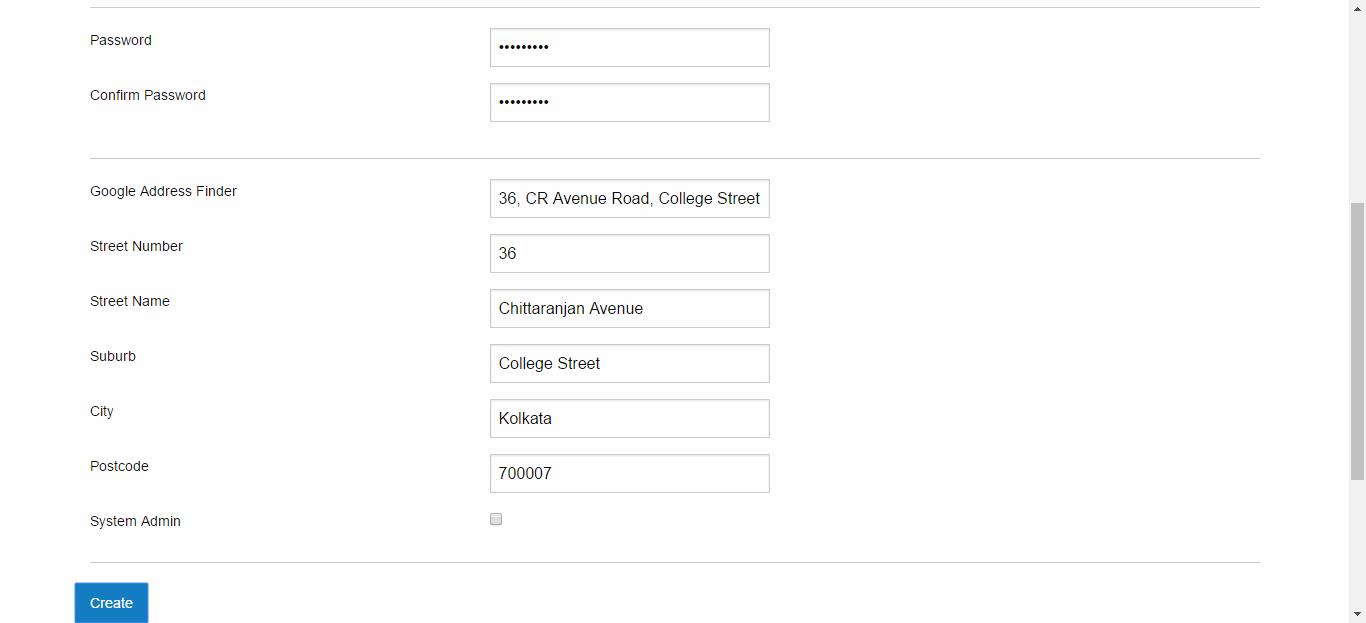 Password
•••••••••
Confirm Password
•••••••••
Google Address Finder
36, CR Avenue Road, College Street
Street Number
36
Street Name
Chittaranjan Avenue
Suburb
College Street
City
Kolkata
Postcode
700007
System Admin
Create